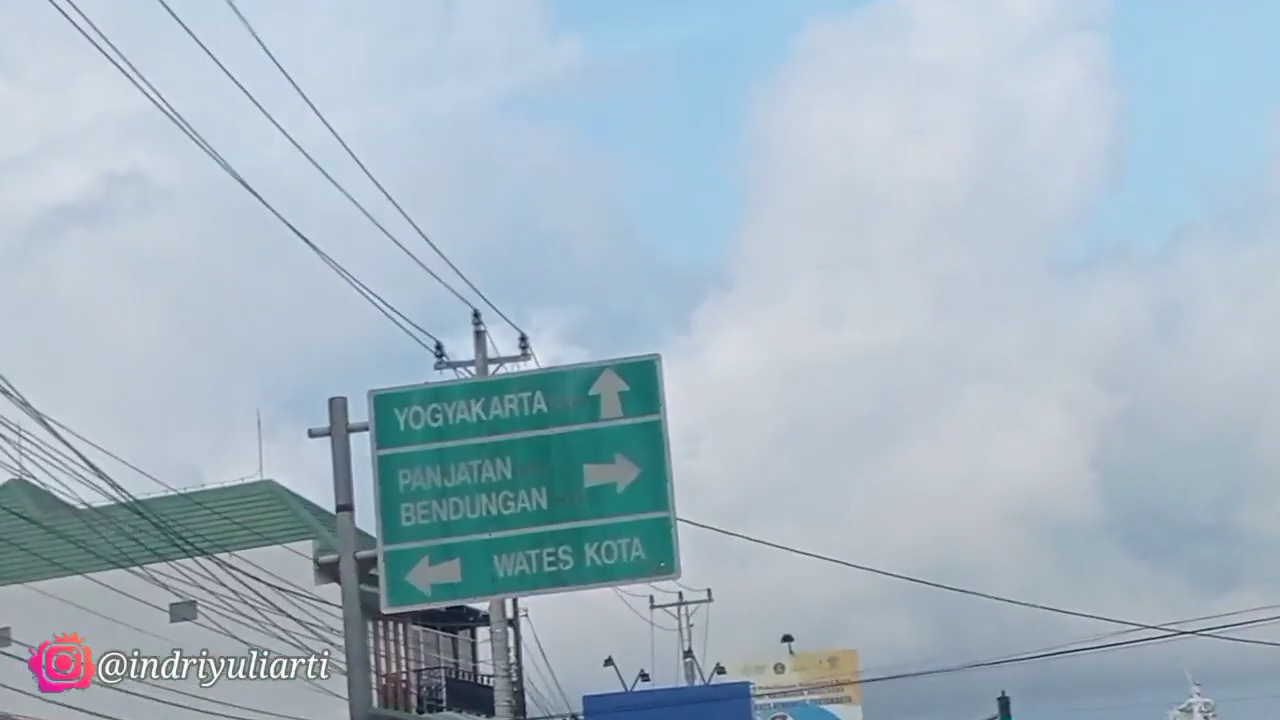 YOGYAKARTA
PANJATAN
BENDUNGAN
WATES KOTA
@indriyuliarti